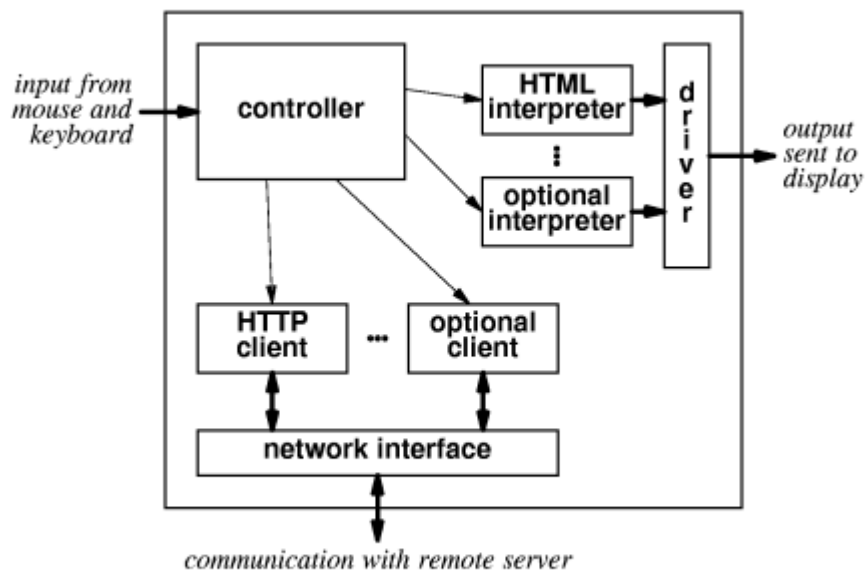 input from
mouse and
keyboard
controller
HTML
interpreter
optional
interpreter
driver
output
sent to
display
HTTP
client
optional
client
network interface
communication with remote server